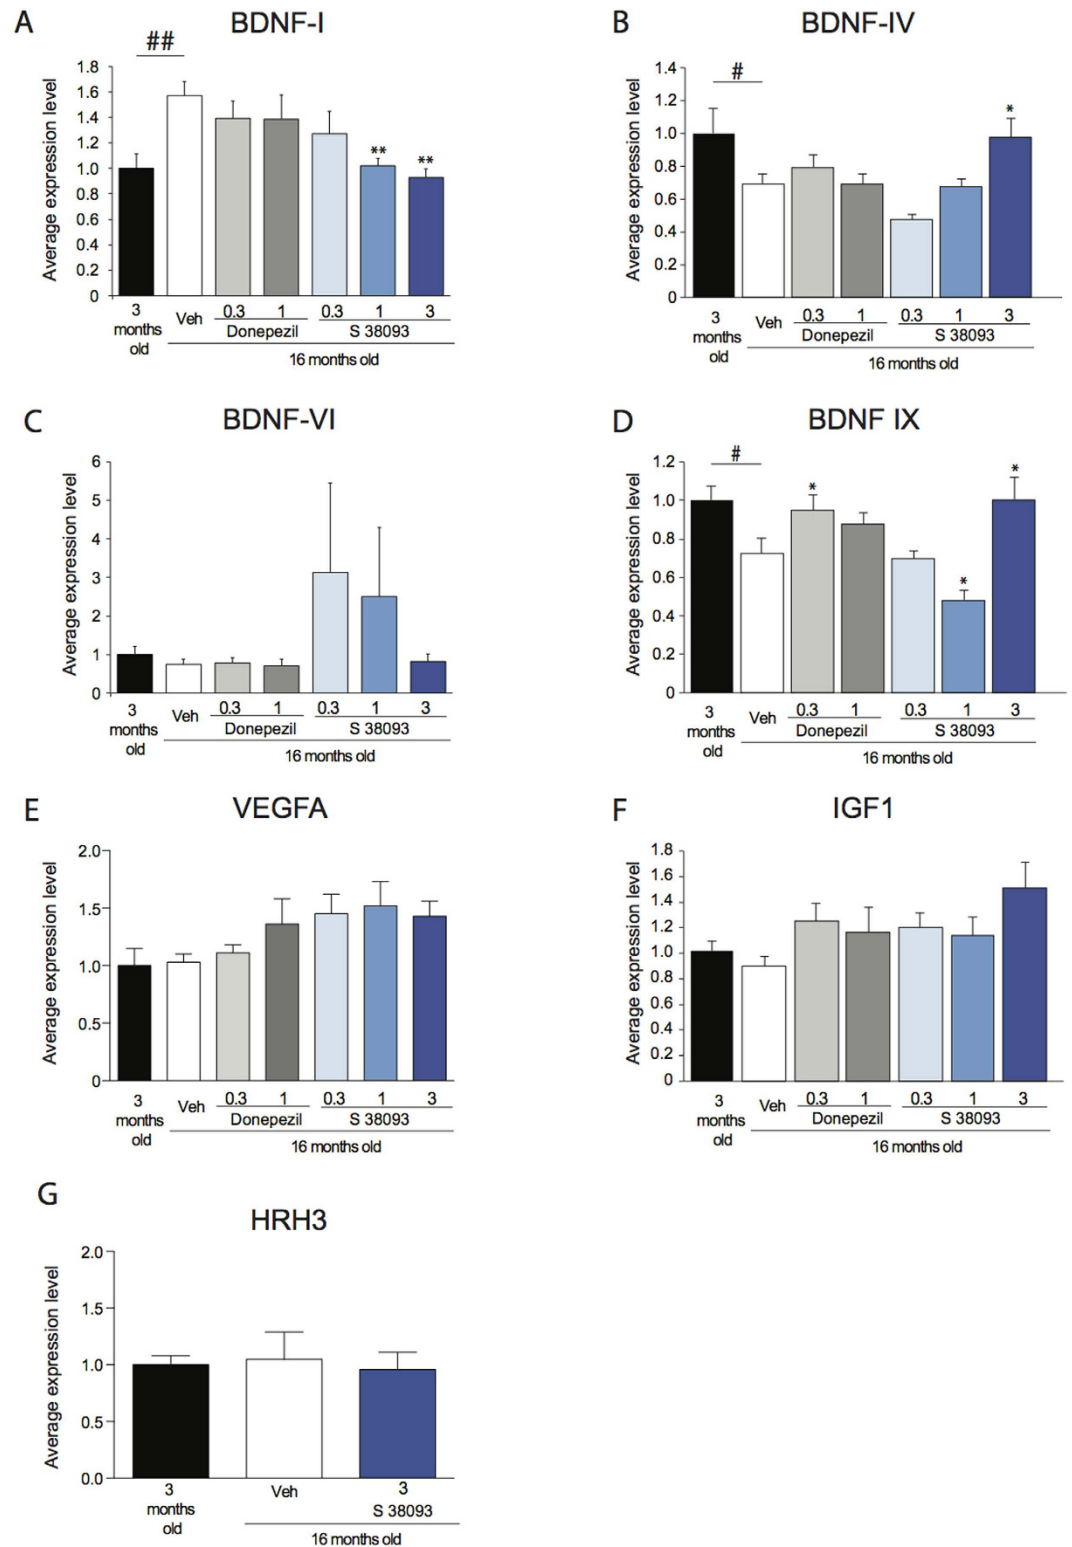 A
BDNF-I
##
Average expression level
1.8
1.6
1.4
1.2
1.0
0.8
0.6
0.4
0.2
0
**
**
3
months
old
Veh
0.3
1
0.3
1
3
Donepezil
S 38093
16 months old
B
BDNF-IV
#
Average expression level
1.4
1.2
1.0
0.8
0.6
0.4
0.2
0
*
3
months
old
Veh
0.3
1
0.3
1
3
Donepezil
S 38093
16 months old
C
BDNF-VI
Average expression level
6
5
4
3
2
1
0
3
months
old
Veh
0.3
1
0.3
1
3
Donepezil
S 38093
16 months old
D
BDNF IX
#
Average expression level
1.2
1.0
0.8
0.6
0.4
0.2
0
*
*
*
3
months
old
Veh
0.3
1
0.3
1
3
Donepezil
S 38093
16 months old
E
VEGFA
Average expression level
2.0
1.5
1.0
0.5
0
3
months
old
Veh
0.3
1
0.3
1
3
Donepezil
S 38093
16 months old
F
IGF1
Average expression level
1.8
1.6
1.4
1.2
1.0
0.8
0.6
0.4
0.2
0
3
months
old
Veh
0.3
1
0.3
1
3
Donepezil
S 38093
16 months old
G
HRH3
Average expression level
2.0
1.5
1.0
0.5
0.0
3
months
old
Veh
3
S 38093
16 months old